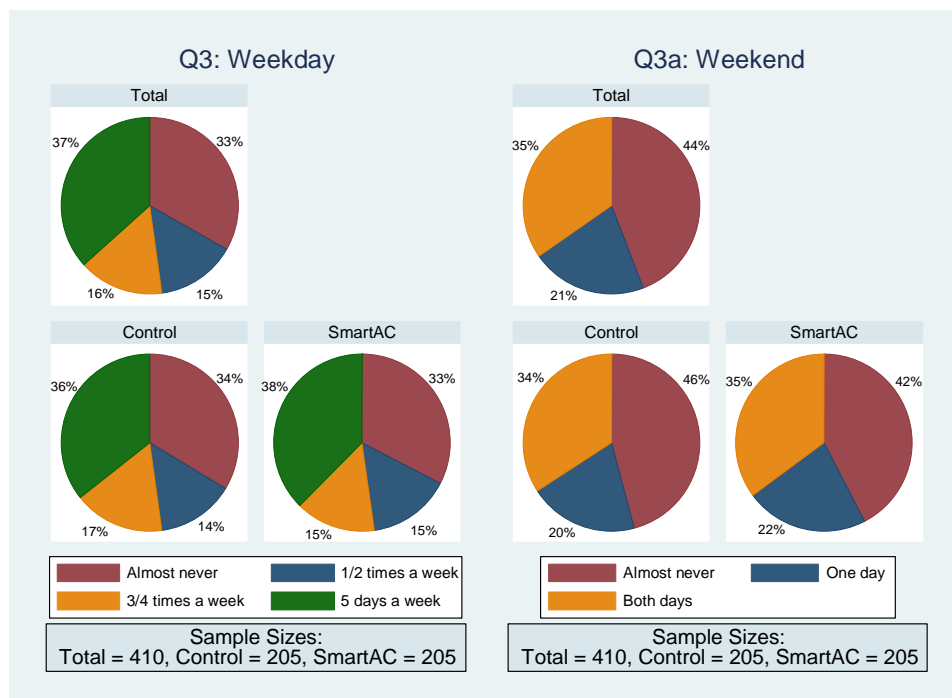 Q3: Weekday
Total
37%
33%
16%
15%
Control
36%
34%
17%
14%
SmartAC
38%
33%
15%
15%
Almost never
1/2 times a week
3/4 times a week
5 days a week
Sample Sizes:
Total = 410, Control = 205, SmartAC = 205
Q3a: Weekend
Total
35%
44%
21%
Control
34%
46%
20%
SmartAC
35%
42%
22%
Almost never
One day
Both days
Sample Sizes:
Total = 410, Control = 205, SmartAC = 205